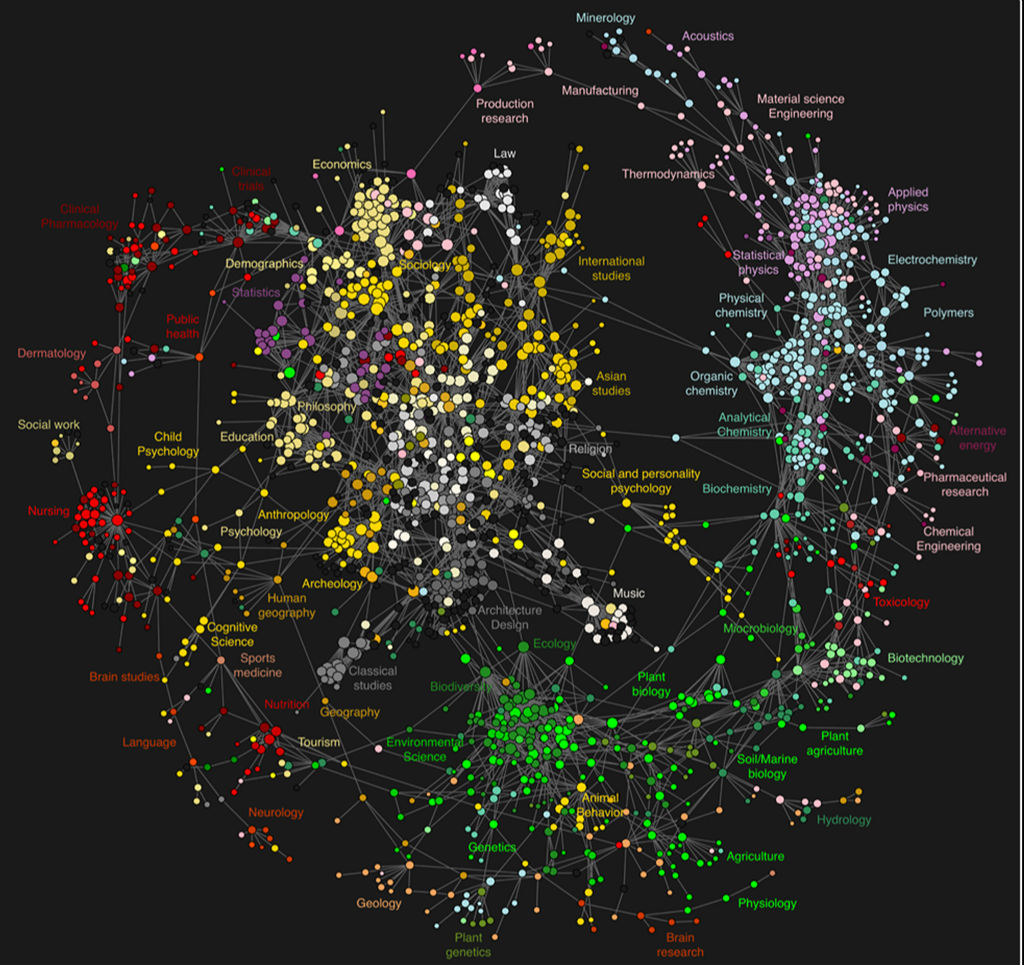 Minerology
Acoustics
Manufacturing
Production
research
Material science
Engineering
Law
Economics
Thermodynamics
Clinical
trials
Applied
physics
Clinical
Pharmacology
Demographics
Sociology
International
studies
Statistical
physics
Electrochemistry
Statistics
Physical
chemistry
Polymers
Public
health
Dermatology
Organic
chemistry
Asian
studies
Philosophy
Social work
Analytical
Chemistry
Child
Psychology
Education
Religion
Alternative
energy
Social and personality
psychology
Pharmaceutical
research
Biochemistry
Nursing
Anthropology
Psychology
Chemical
Engineering
Archeology
Human
geography
Music
Toxicology
Architecture
Design
Cognitive
Science
Miocrobiology
Ecology
Sports
medicine
Biotechnology
Brain studies
Classical
studies
Plant
biology
Biodiversity
Nutrition
Geography
Language
Tourism
Environmental
Science
Plant
agriculture
Soil/Marine
biology
Animal
Behavior
Neurology
Hydrology
Genetics
Agriculture
Geology
Physiology
Plant
genetics
Brain
research